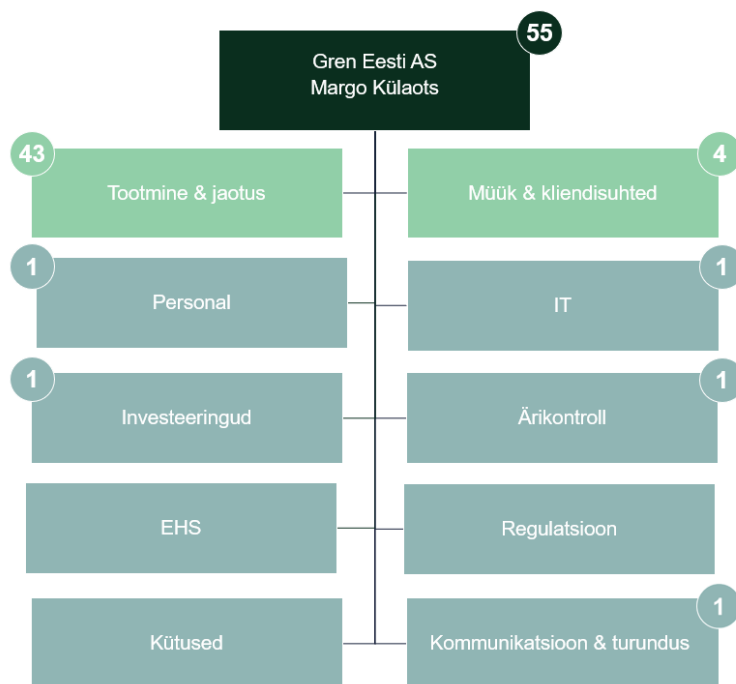 55
Gren Eesti AS
Margo Külaots
43
Tootmine & jaotus
4
Müük & kliendisuhted
1
Personal
1
IT
1
Investeeringud
1
Ärikontroll
EHS
Regulatsioon
Kütused
1
Kommunikatsioon & turundus